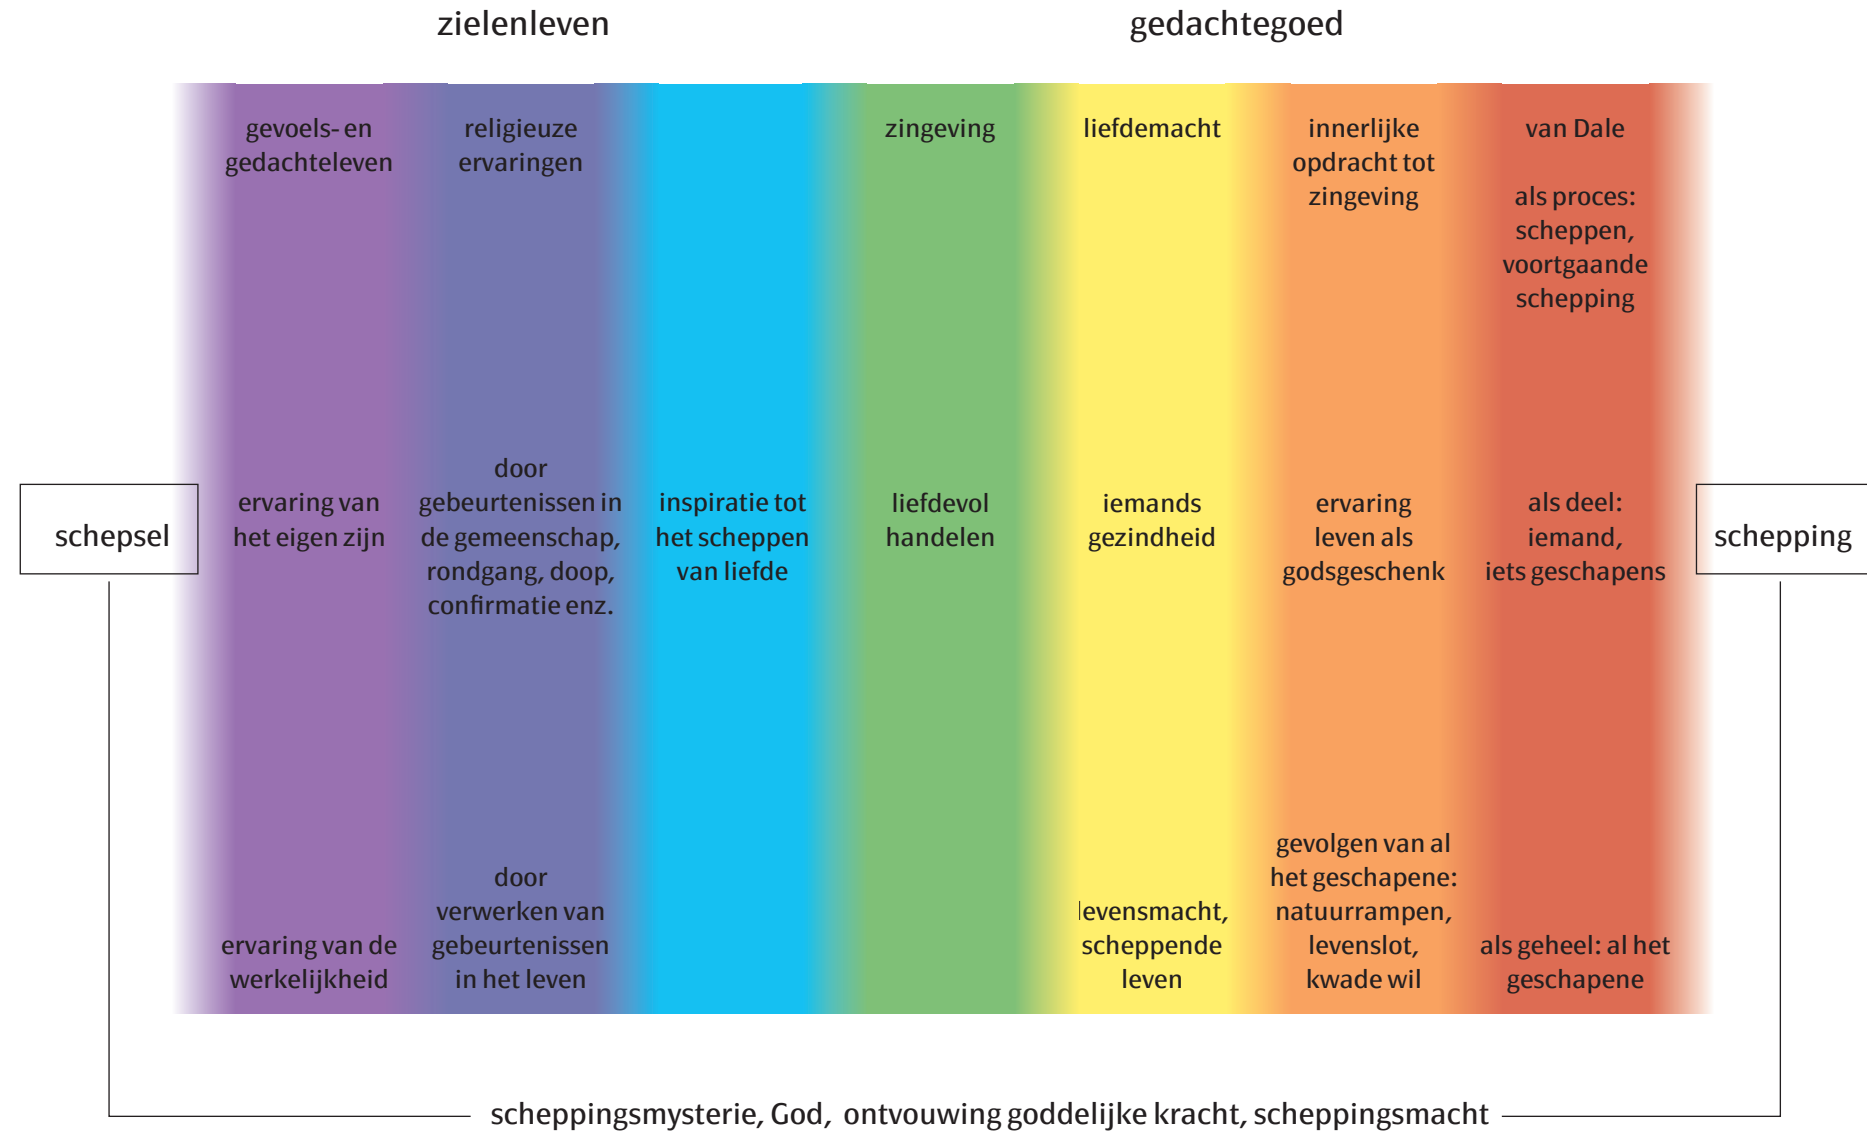 zielenleven
gedachtegoed
gevoels- en
gedachteleven
religieuze
ervaringen
zingeving
liefdemacht
innerlijke
opdracht tot
zingeving
van Dale
als proces:
scheppen,
voortgaande
schepping
schepsel
ervaring van
het eigen zijn
door
gebeurtenissen in
de gemeenschap,
rondgang, doop,
confirmatie enz.
inspiratie tot
het scheppen
van liefde
liefdevol
handelen
iemands
gezindheid
ervaring
leven als
godsgeschenk
als deel:
iemand,
iets geschapens
schepping
ervaring van de
werkelijkheid
door
verwerken van
gebeurtenissen
in het leven
levensmacht,
scheppende
leven
gevolgen van al
het geschapene:
natuurrampen,
levenslot,
kwade wil
als geheel: al het
geschapene
scheppingsmysterie, God, ontvouwing goddelijke kracht, scheppingsmacht